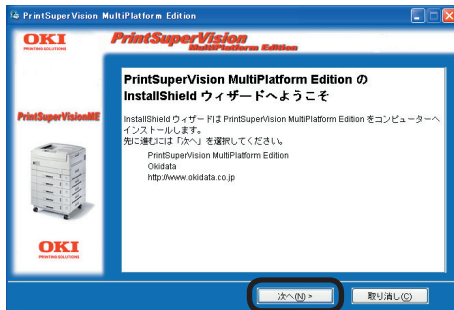 PrintSuperVision MultiPlatform Edition
OKI
PRINTING SOLUTIONS
PrintSuperVision
MultiPlatform Edition
PrintSuperVision MultiPlatform Edition の
InstallShield ウィザードへようこそ
PrintSuperVisionME
InstallShield ウィザードは PrintSuperVision MultiPlatform Edition をコンピューターへ
インストールします。
先に進むには「次へ」を選択してください。
PrintSuperVision MultiPlatform Edition
Okidata
http://www.okidata.co.jp
OKI
PRINTING SOLUTIONS
次へ(N) >
取り消し(C)